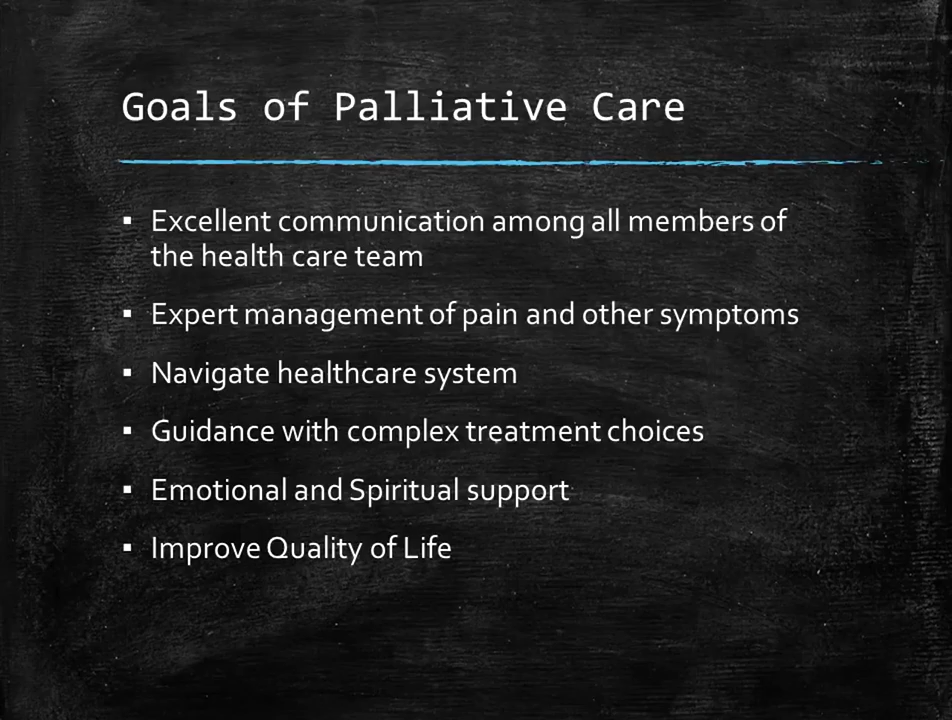 Goals of Palliative Care
▪ Excellent communication among all members of
the health care team
▪ Expert management of pain and other symptoms
▪ Navigate healthcare system
▪ Guidance with complex treatment choices
▪ Emotional and Spiritual support
▪ Improve Quality of Life